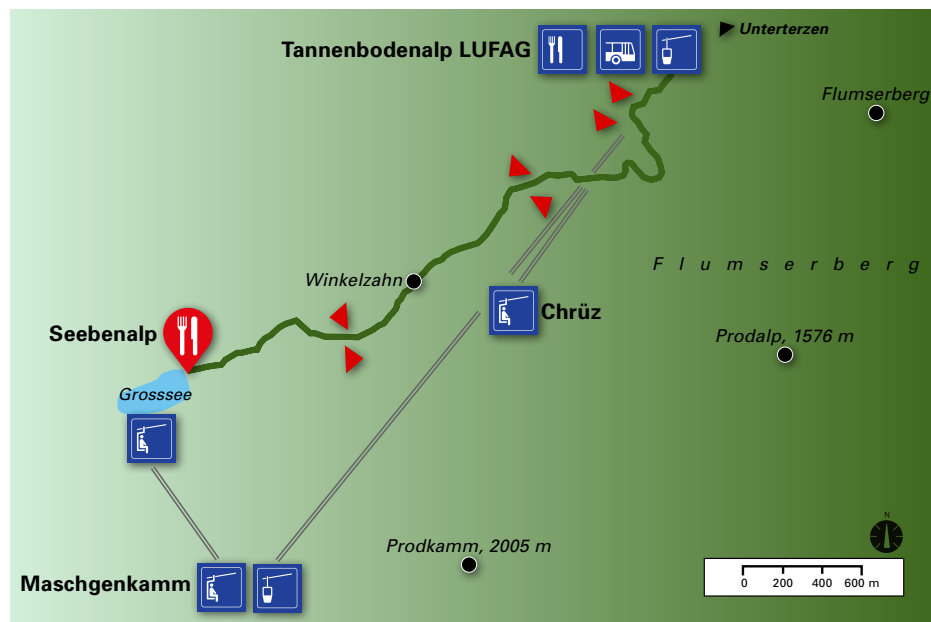 Unterterzen
Tannenbodenalp LUFAG
Flumserberg
Flumserberg
Winkelzahn
Chrüz
Seebenalp
Prodalp, 1576 m
Grosssee
N
Prodkamm, 2005 m
Maschgenkamm
0 200 400 600 m